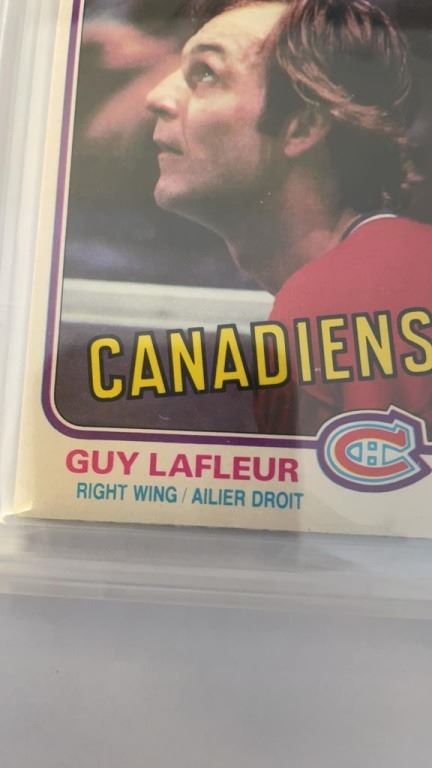 CANADIENS
GUY LAFLEUR
RIGHT WING / AILIER DROIT